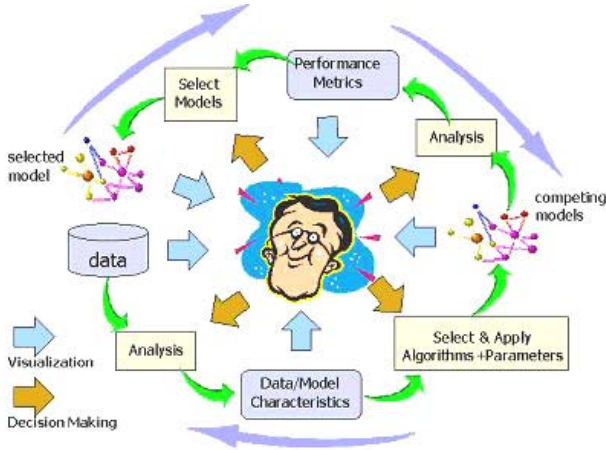 Performance
Metrics
Select
Models
Analysis
selected
model
competing
models
data
Analysis
Select & Apply
Algorithms +Parameters
Visualization
Data/Model
Characteristics
Decision Making